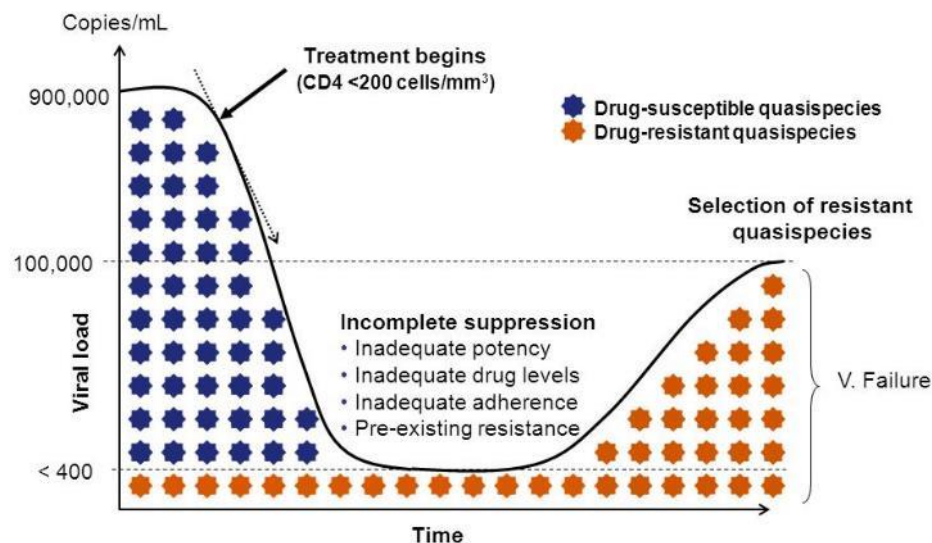 Copies/mL
Treatment begins
(CD4 <200 cells/mm³)
900,000
Drug-susceptible quasispecies
Drug-resistant quasispecies
Selection of resistant
quasispecies
100,000
Incomplete suppression
• Inadequate potency
• Inadequate drug levels
• Inadequate adherence
• Pre-existing resistance
V. Failure
Viral load
< 400
Time